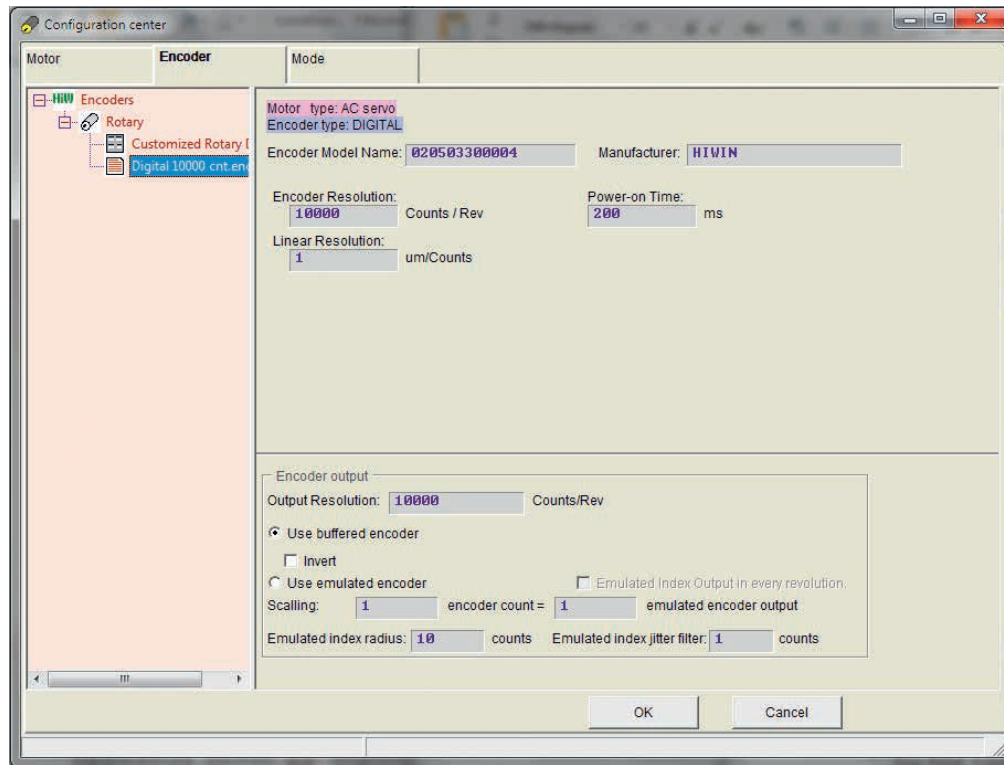 Configuration center
Motor
Encoder
Mode
HiW Encoders
Rotary
Customized Rotary D
Digital 10000 cnt.enc
Motor type: AC servo
Encoder type: DIGITAL
Encoder Model Name: 020503300004 Manufacturer: HIWIN
Encoder Resolution: Power-on Time:
10000 Counts / Rev 200 ms
Linear Resolution:
1 um/Counts
Encoder output
Output Resolution: 10000 Counts/Rev
Use buffered encoder
Invert
Use emulated encoder Emulated Index Output in every revolution.
Scalling: 1 encoder count = 1 emulated encoder output
Emulated index radius: 10 counts Emulated index jitter filter: 1 counts
OK Cancel